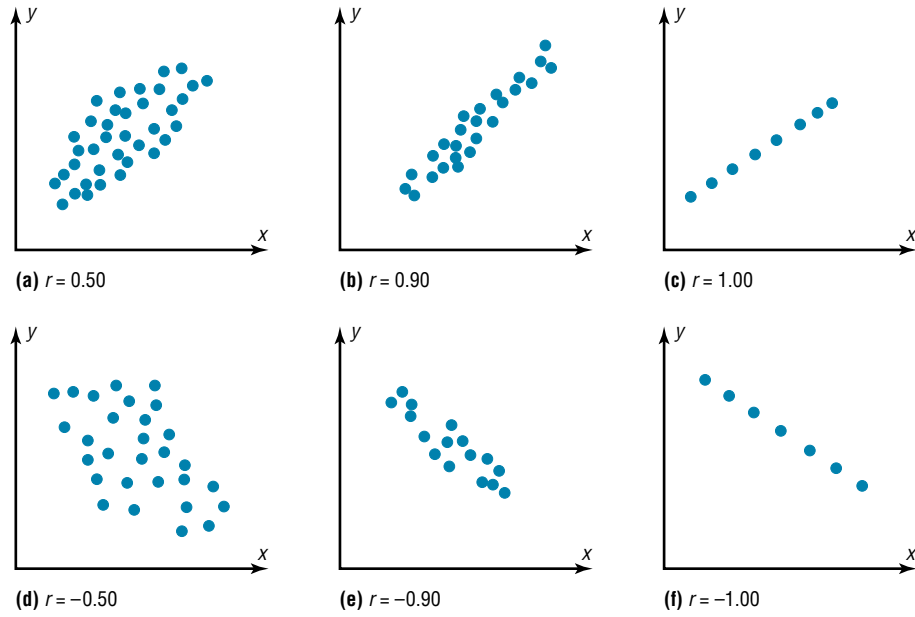 y
x
(a) r = 0.50
y
x
(b) r = 0.90
y
x
(c) r = 1.00
y
x
(d) r = –0.50
y
x
(e) r = –0.90
y
x
(f) r = –1.00